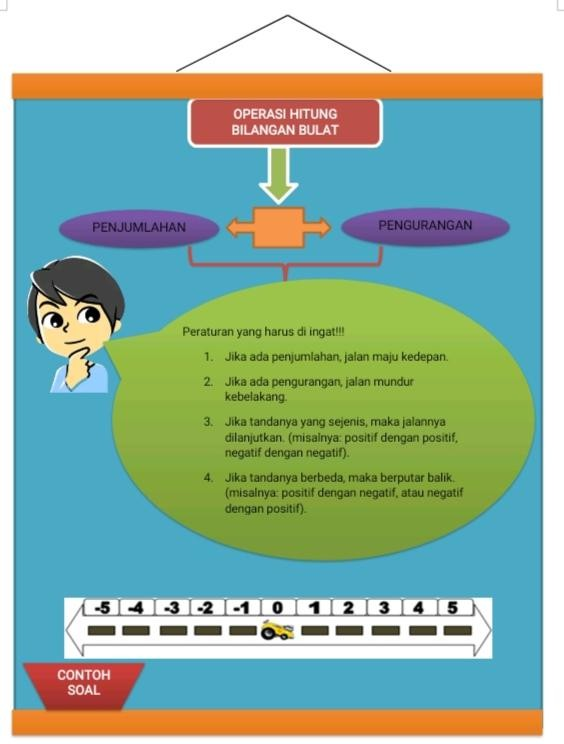 OPERASI HITUNG
BILANGAN BULAT
PENJUMLAHAN
PENGURANGAN
Peraturan yang harus di ingat!!!
1. Jika ada penjumlahan, jalan maju kedepan.
2. Jika ada pengurangan, jalan mundur
kebelakang.
3. Jika tandanya yang sejenis, maka jalannya
dilanjutkan. (misalnya: positif dengan positif,
negatif dengan negatif).
4. Jika tandanya berbeda, maka berputar balik.
(misalnya: positif dengan negatif, atau negatif
dengan positif).
-5 -4 -3 -2 -1 0 1 2 3 4 5
CONTOH
SOAL